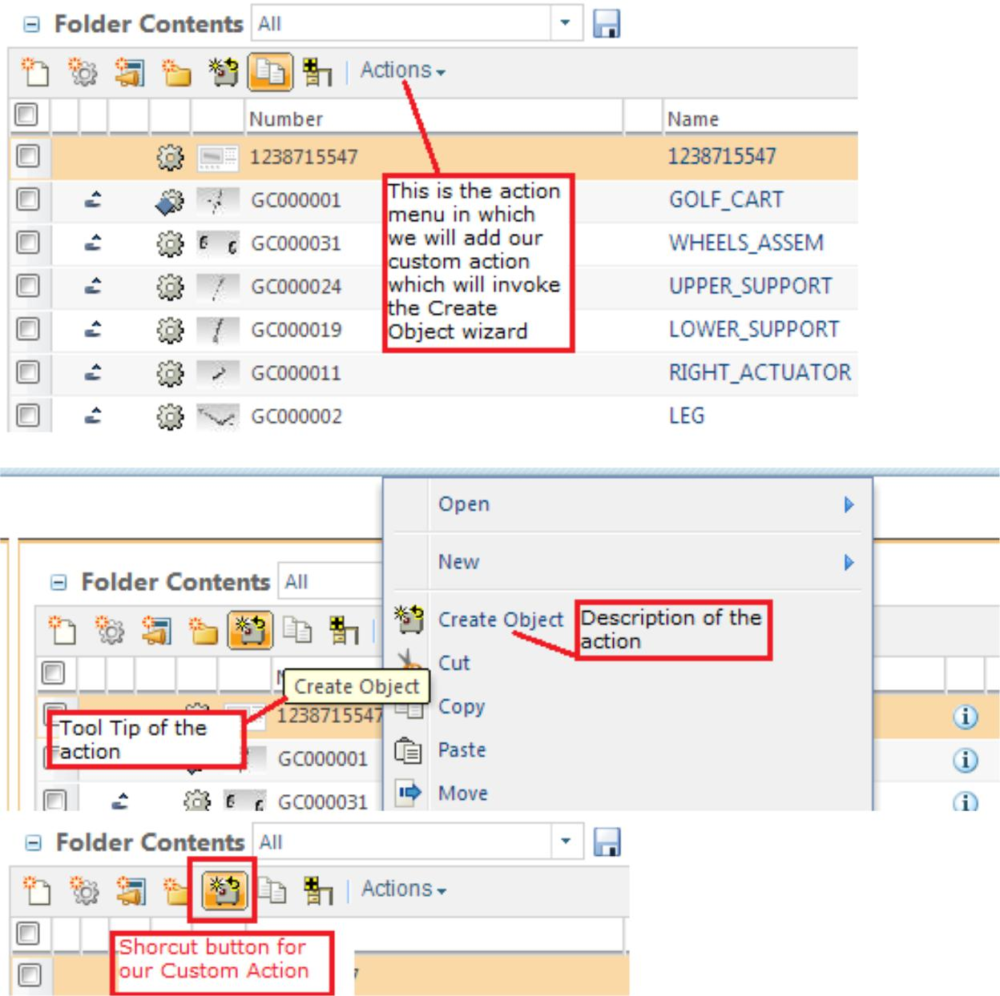 Folder Contents All
Actions
Number Name
1238715547 1238715547
GC000001 GOLF_CART
GC000031 WHEELS_ASSEM
GC000024 UPPER_SUPPORT
GC000019 LOWER_SUPPORT
GC000011 RIGHT_ACTUATOR
GC000002 LEG
This is the action
menu in which
we will add our
custom action
which will invoke
the Create
Object wizard
Folder Contents All
Create Object
1238715547
GC000001
GC000031
Tool Tip of the
action
Open
New
Create Object
Cut
Copy
Paste
Move
Description of the
action
Folder Contents All
Actions
Shorcut button for
our Custom Action